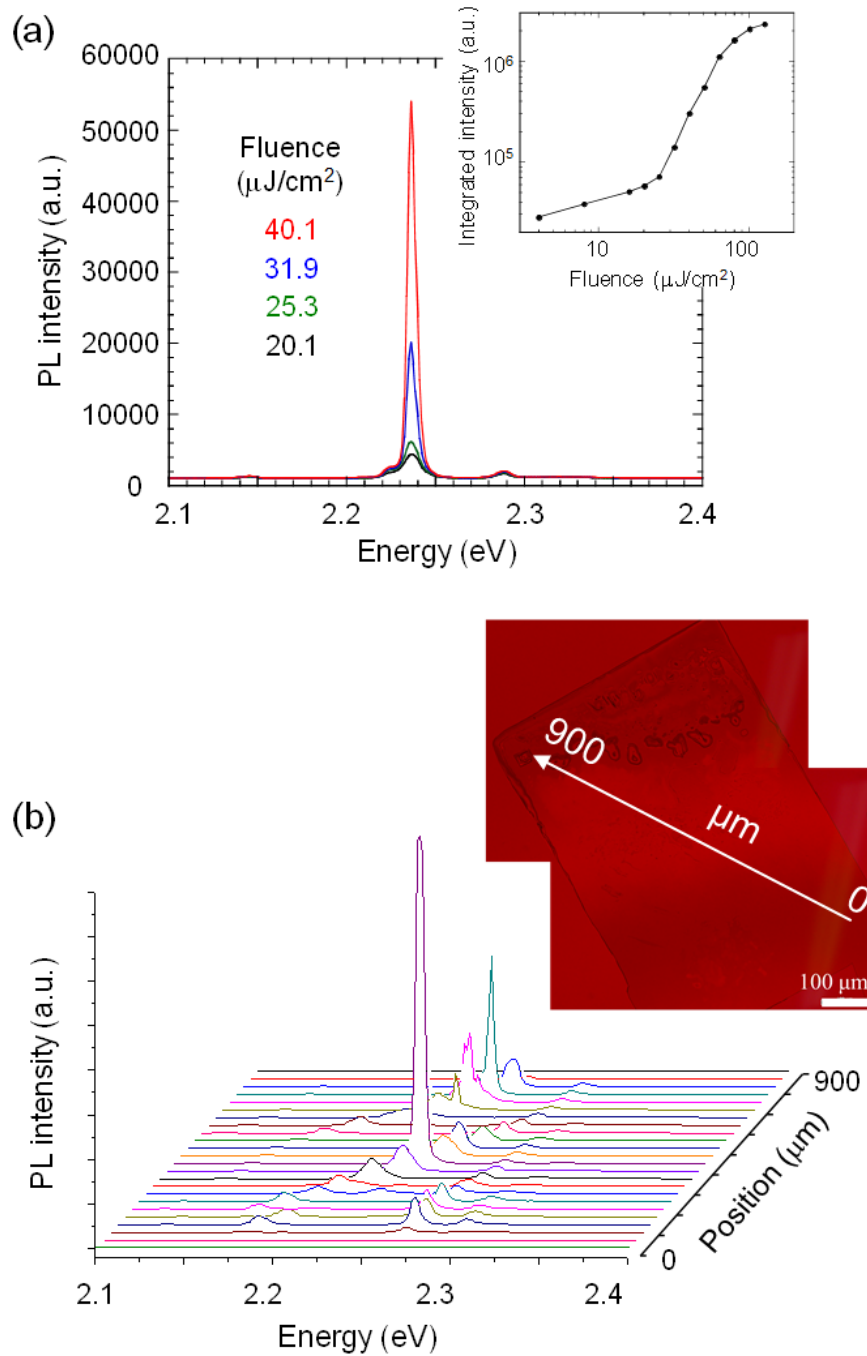 (a)
60000
50000
40000
30000
20000
10000
0
PL intensity (a.u.)
2.1
2.2
2.3
2.4
Energy (eV)
Fluence
(μJ/cm²)
40.1
31.9
25.3
20.1
Integrated intensity (a.u.)
10⁶
10⁵
10
100
Fluence (μJ/cm²)
(b)
900
μm
0
100 μm
PL intensity (a.u.)
2.1
2.2
2.3
2.4
Energy (eV)
0
900
Position (μm)